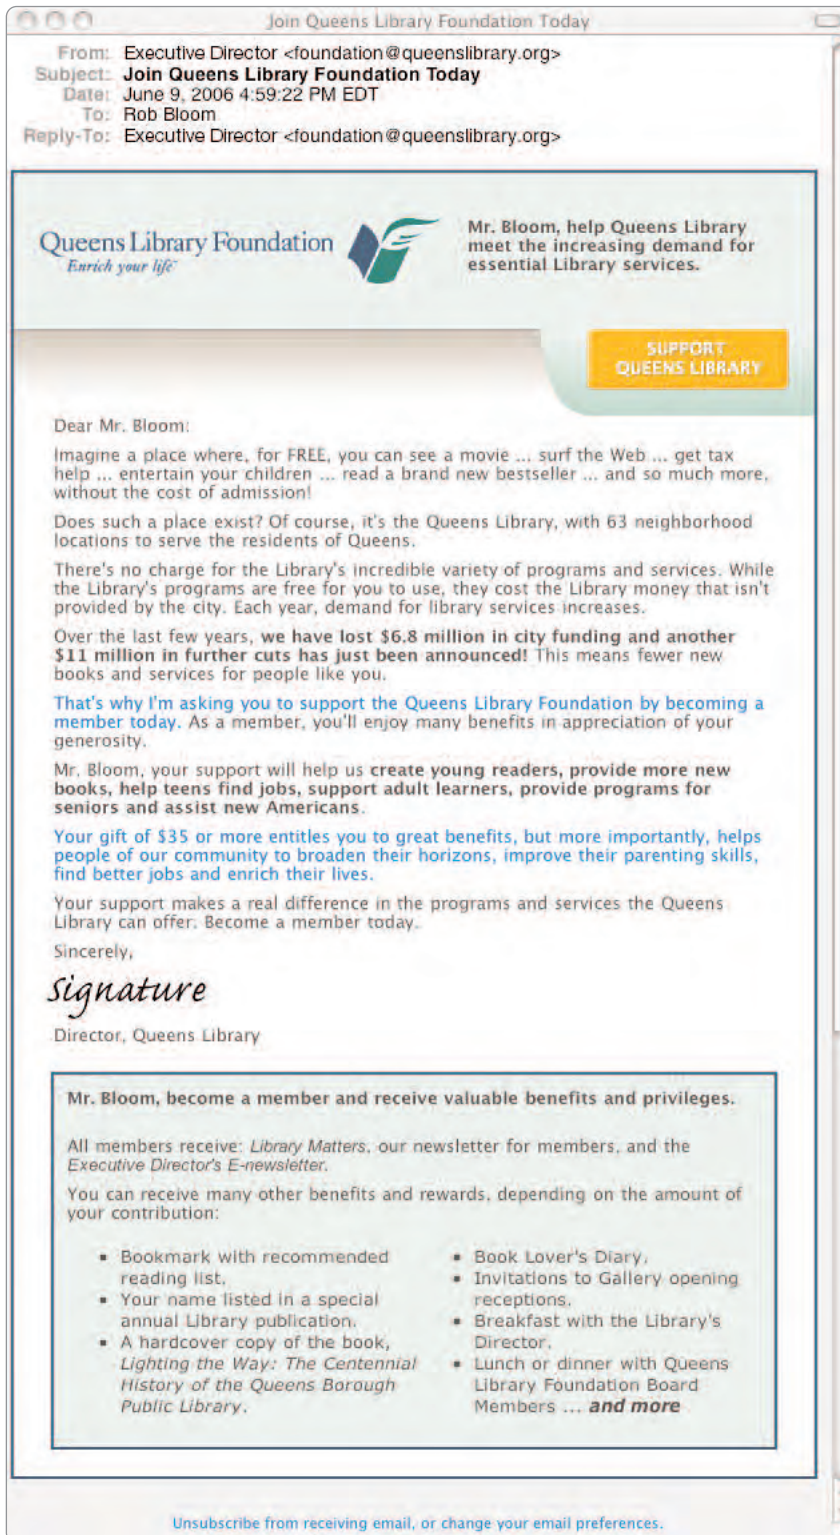 Join Queens Library Foundation Today
From: Executive Director <foundation@queenslibrary.org>
Subject: Join Queens Library Foundation Today
Date: June 9, 2006 4:59:22 PM EDT
To: Rob Bloom
Reply-To: Executive Director <foundation@queenslibrary.org>
Queens Library Foundation
Enrich your life
Mr. Bloom, help Queens Library
meet the increasing demand for
essential Library services.
SUPPORT
QUEENS LIBRARY
Dear Mr. Bloom:
Imagine a place where, for FREE, you can see a movie ... surf the Web ... get tax
help ... entertain your children ... read a brand new bestseller ... and so much more,
without the cost of admission!
Does such a place exist? Of course, it's the Queens Library, with 63 neighborhood
locations to serve the residents of Queens.
There's no charge for the Library's incredible variety of programs and services. While
the Library's programs are free for you to use, they cost the Library money that isn't
provided by the city. Each year, demand for library services increases.
Over the last few years, we have lost $6.8 million in city funding and another
$11 million in further cuts has just been announced! This means fewer new
books and services for people like you.
That's why I'm asking you to support the Queens Library Foundation by becoming a
member today. As a member, you'll enjoy many benefits in appreciation of your
generosity.
Mr. Bloom, your support will help us create young readers, provide more new
books, help teens find jobs, support adult learners, provide programs for
seniors and assist new Americans.
Your gift of $35 or more entitles you to great benefits, but more importantly, helps
people of our community to broaden their horizons, improve their parenting skills,
find better jobs and enrich their lives.
Your support makes a real difference in the programs and services the Queens
Library can offer. Become a member today.
Sincerely,
Signature
Director, Queens Library
Mr. Bloom, become a member and receive valuable benefits and privileges.
All members receive: Library Matters, our newsletter for members, and the
Executive Director's E-newsletter.
You can receive many other benefits and rewards, depending on the amount of
your contribution:
▪ Bookmark with recommended
reading list.
▪ Your name listed in a special
annual Library publication.
▪ A hardcover copy of the book,
Lighting the Way: The Centennial
History of the Queens Borough
Public Library.
▪ Book Lover's Diary.
▪ Invitations to Gallery opening
receptions.
▪ Breakfast with the Library's
Director.
▪ Lunch or dinner with Queens
Library Foundation Board
Members ... and more
Unsubscribe from receiving email, or change your email preferences.